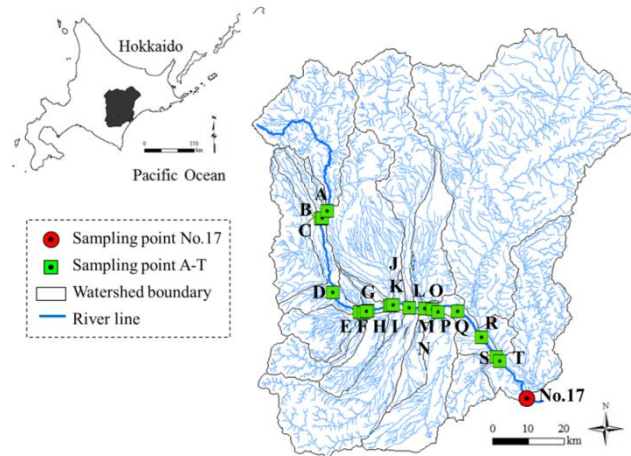 Hokkaido
0
150
km
Pacific Ocean
Sampling point No.17
Sampling point A-T
Watershed boundary
River line
A
B
C
D
J
G
K
L O
E F H I M P Q
N
R
S T
No.17
N
0 10 20
km